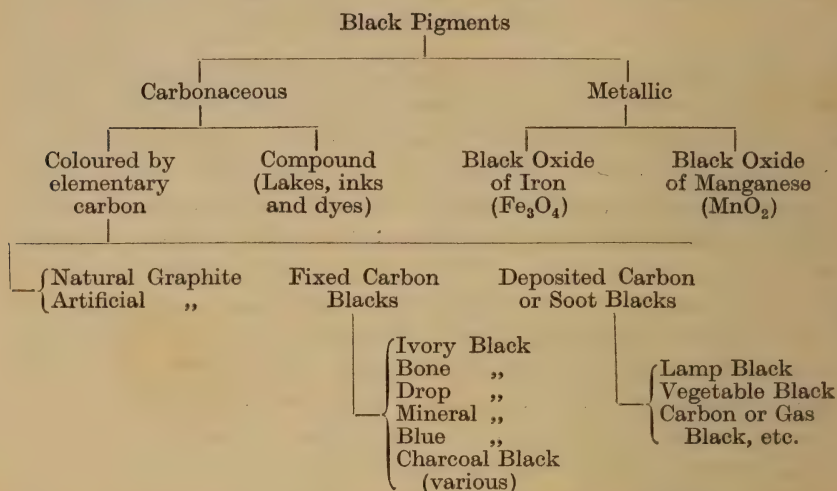 Black Pigments
Carbonaceous Metallic
Coloured by Compound Black Oxide Black Oxide
elementary (Lakes, inks of Iron of Manganese
carbon and dyes) (Fe₃O₄) (MnO₂)
Natural Graphite Fixed Carbon Deposited Carbon
Artificial ,, Blacks or Soot Blacks
Ivory Black
Bone ,, Lamp Black
Drop ,, Vegetable Black
Mineral ,, Carbon or Gas
Blue ,, Black, etc.
Charcoal Black
(various)